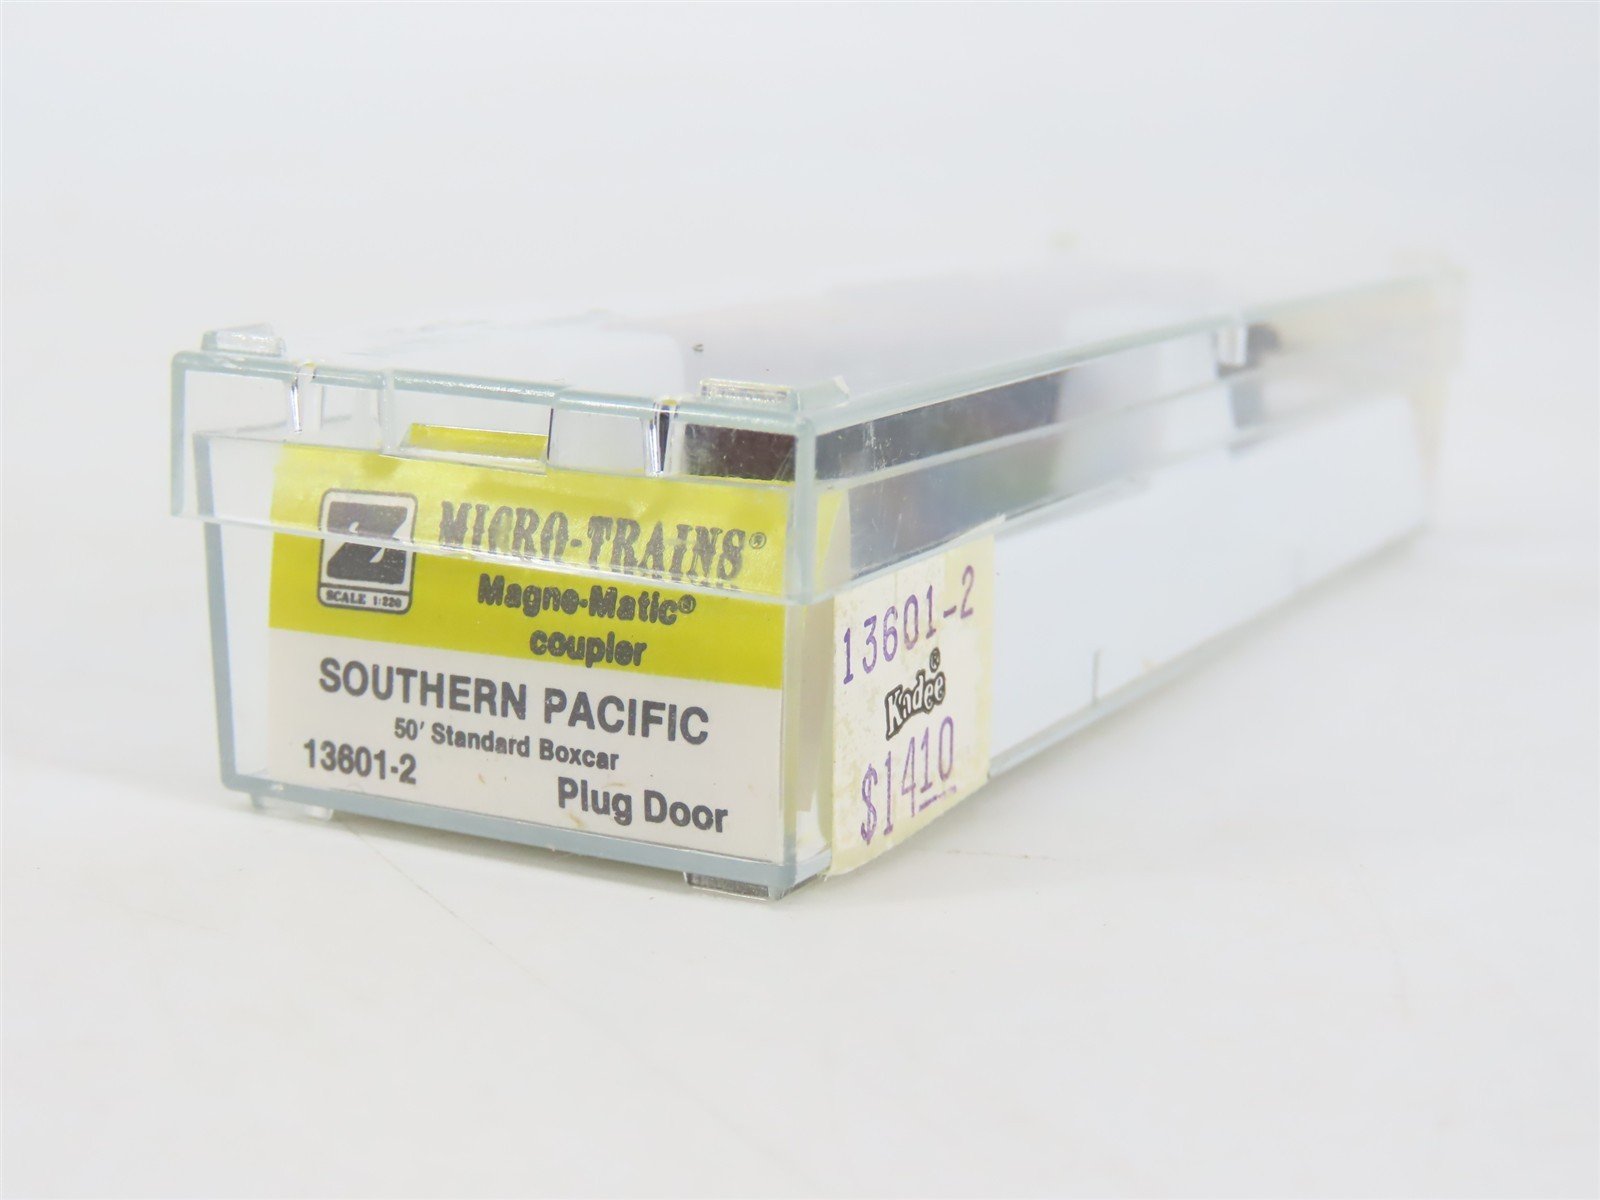 Z
SCALE 1:220
MICRO-TRAINS®
Magne-Matic®
coupler
SOUTHERN PACIFIC
50' Standard Boxcar
13601-2
Plug Door
13601-2
Kadee®
$1410